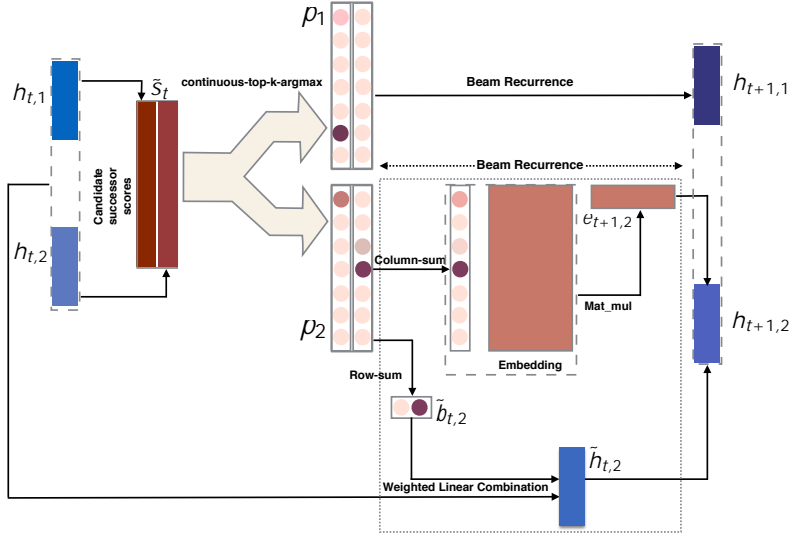 p1
h̃t,1
s̃t
continuous-top-k-argmax
Beam Recurrence
ht+1,1
Candidate
successor
scores
Beam Recurrence
ht,2
et+1,2
Column-sum
Mat_mul
p2
ht+1,2
Embedding
Row-sum
b̃t,2
h̃t,2
Weighted Linear Combination